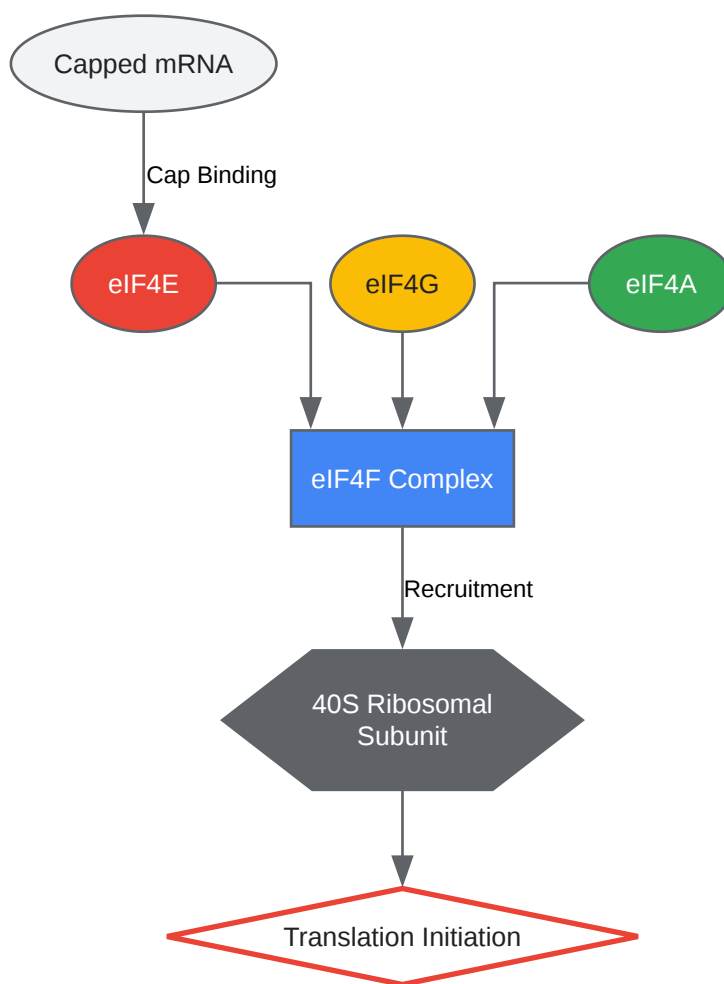 Capped mRNA
Cap Binding
eIF4E
eIF4G
eIF4A
eIF4F Complex
Recruitment
40S Ribosomal
Subunit
Translation Initiation